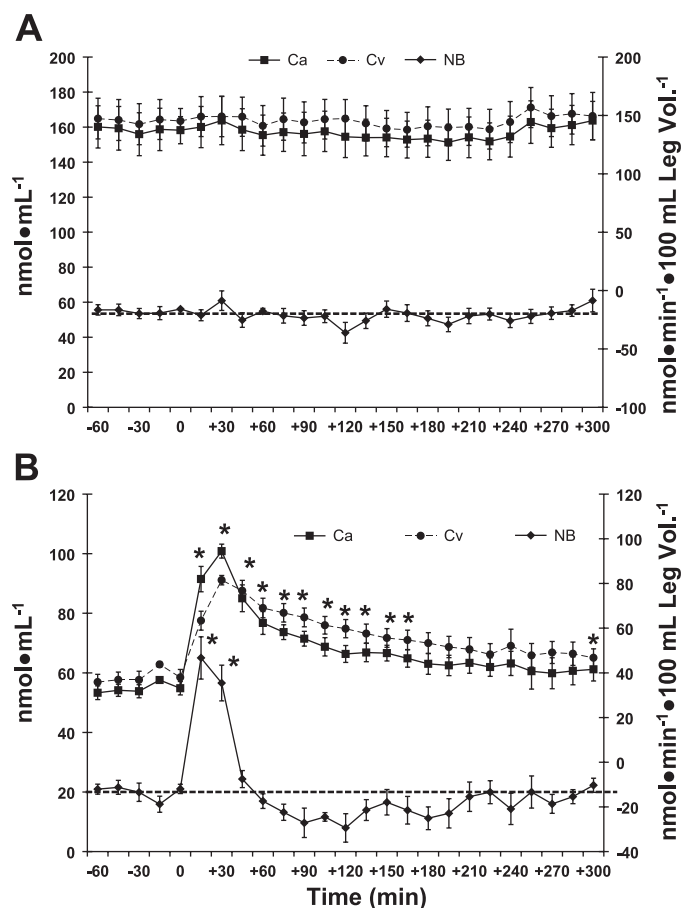 A
Ca Cv NB
nmol●mL⁻¹
200
180
160
140
120
100
80
60
40
20
0
200
150
100
50
0
-50
-100
nmol●min⁻¹●100 mL Leg Vol.⁻¹
-60 -30 0 +30 +60 +90 +120 +150 +180 +210 +240 +270 +300
B
Ca Cv NB
nmol●mL⁻¹
120
100
80
60
40
20
0
120
100
80
60
40
20
0
-20
-40
nmol●min⁻¹●100 mL Leg Vol.⁻¹
* * * * * * * * * * * * * *
-60 -30 0 +30 +60 +90 +120 +150 +180 +210 +240 +270 +300
Time (min)